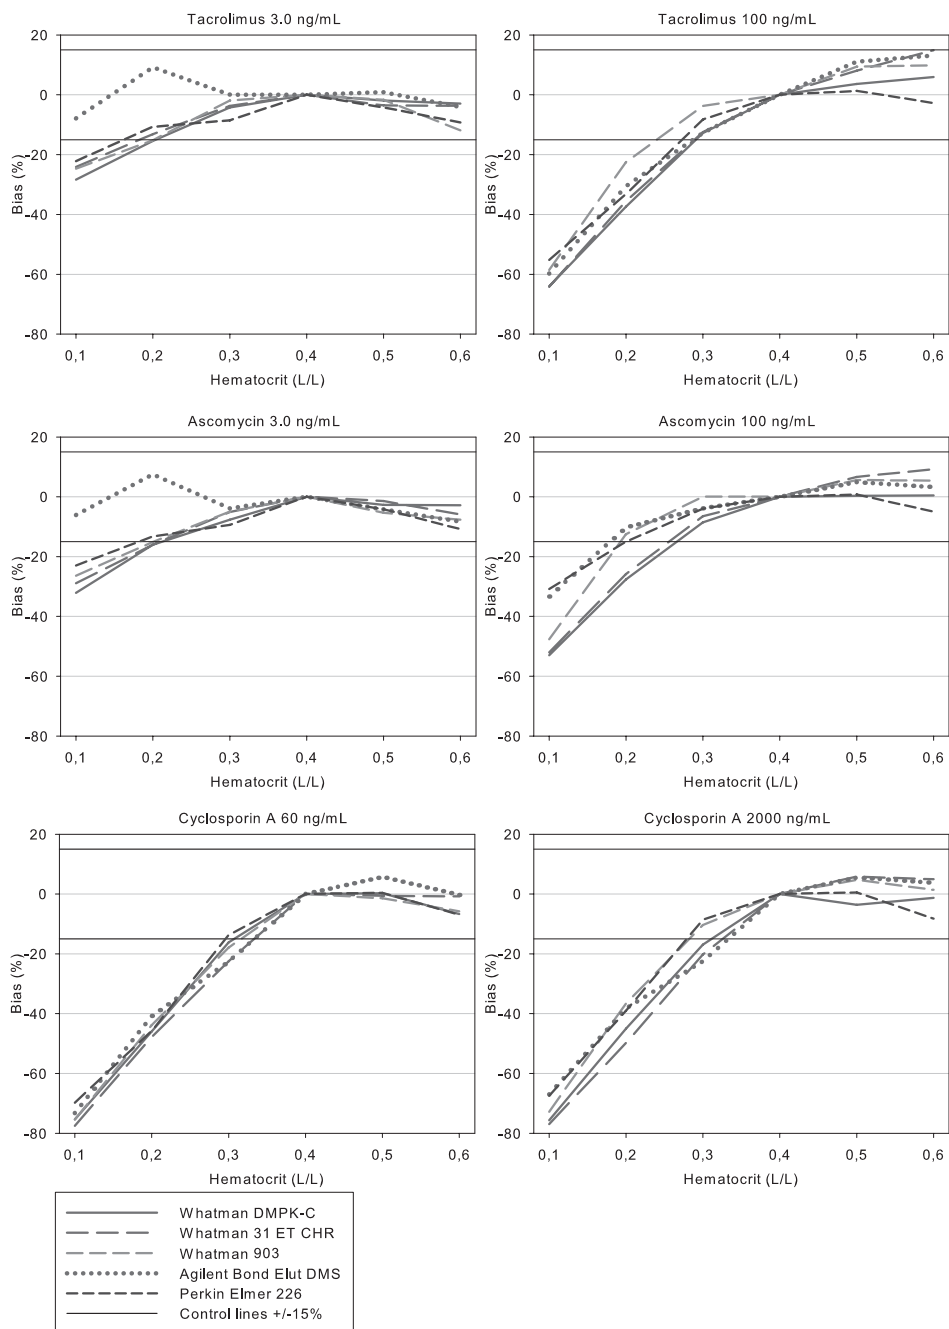 Tacrolimus 3.0 ng/mL
20
0
-20
-40
-60
-80
Bias (%)
0,1 0,2 0,3 0,4 0,5 0,6
Hematocrit (L/L)
Tacrolimus 100 ng/mL
20
0
-20
-40
-60
-80
Bias (%)
0,1 0,2 0,3 0,4 0,5 0,6
Hematocrit (L/L)
Ascomycin 3.0 ng/mL
20
0
-20
-40
-60
-80
Bias (%)
0,1 0,2 0,3 0,4 0,5 0,6
Hematocrit (L/L)
Ascomycin 100 ng/mL
20
0
-20
-40
-60
-80
Bias (%)
0,1 0,2 0,3 0,4 0,5 0,6
Hematocrit (L/L)
Cyclosporin A 60 ng/mL
20
0
-20
-40
-60
-80
Bias (%)
0,1 0,2 0,3 0,4 0,5 0,6
Hematocrit (L/L)
Cyclosporin A 2000 ng/mL
20
0
-20
-40
-60
-80
Bias (%)
0,1 0,2 0,3 0,4 0,5 0,6
Hematocrit (L/L)
Whatman DMPK-C
Whatman 31 ET CHR
Whatman 903
Agilent Bond Elut DMS
Perkin Elmer 226
Control lines +/-15%